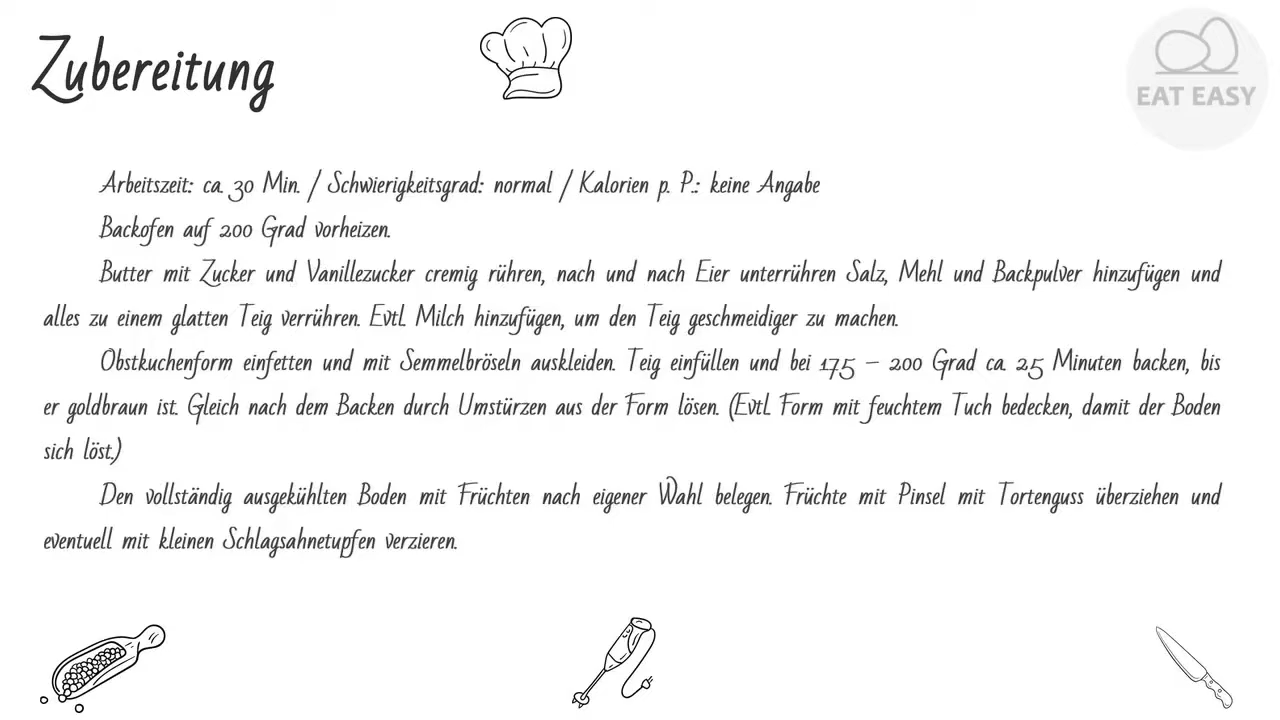 Zubereitung
EAT EASY
Arbeitszeit: ca. 30 Min. / Schwierigkeitsgrad: normal / Kalorien p. P.: keine Angabe
Backofen auf 200 Grad vorheizen.
Butter mit Zucker und Vanillezucker cremig rühren, nach und nach Eier unterrühren Salz, Mehl und Backpulver hinzufügen und
alles zu einem glatten Teig verrühren. Evtl. Milch hinzufügen, um den Teig geschmeidiger zu machen.
Obstkuchenform einfetten und mit Semmelbröseln auskleiden. Teig einfüllen und bei 175 – 200 Grad ca. 25 Minuten backen, bis
er goldbraun ist. Gleich nach dem Backen durch Umstürzen aus der Form lösen. (Evtl. Form mit feuchtem Tuch bedecken, damit der Boden
sich löst.)
Den vollständig ausgekühlten Boden mit Früchten nach eigener Wahl belegen. Früchte mit Pinsel mit Tortenguss überziehen und
eventuell mit kleinen Schlagsahnetupfen verzieren.